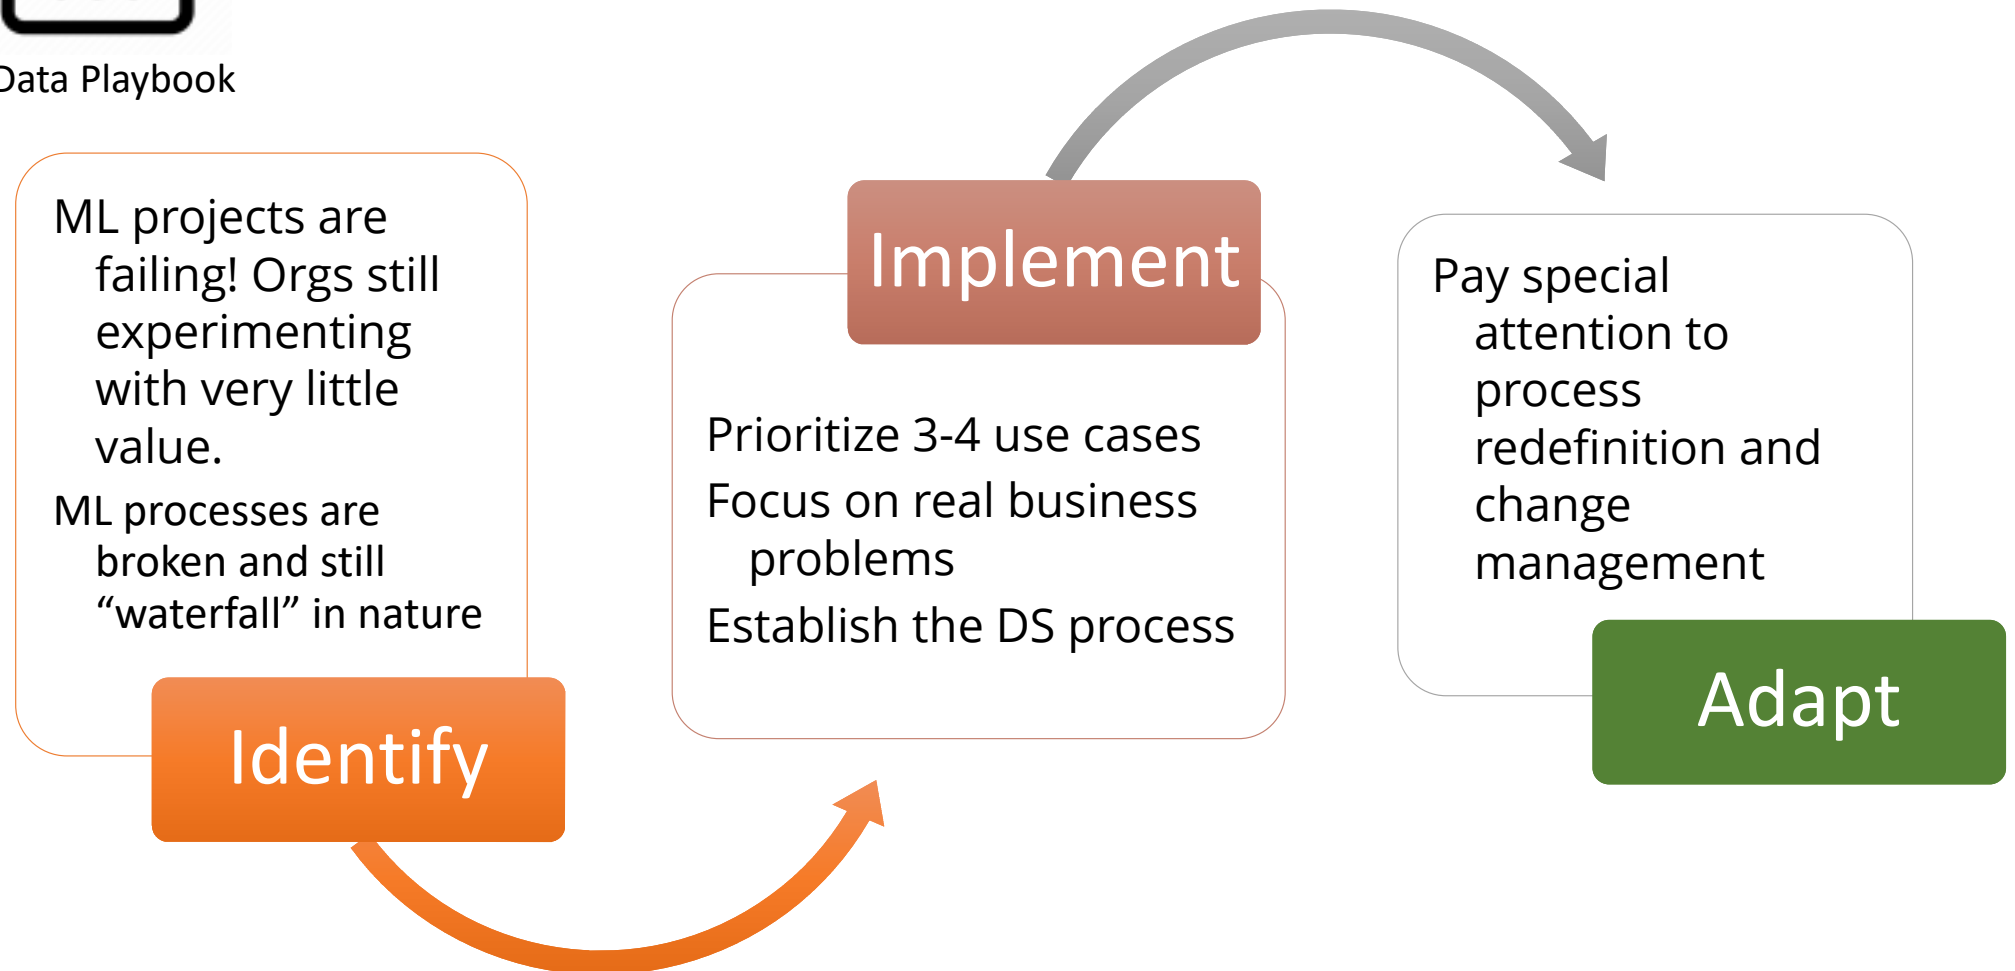 Data Playbook
ML projects are
failing! Orgs still
experimenting
with very little
value.
ML processes are
broken and still
“waterfall” in nature
Identify
Implement
Prioritize 3-4 use cases
Focus on real business
problems
Establish the DS process
Pay special
attention to
process
redefinition and
change
management
Adapt